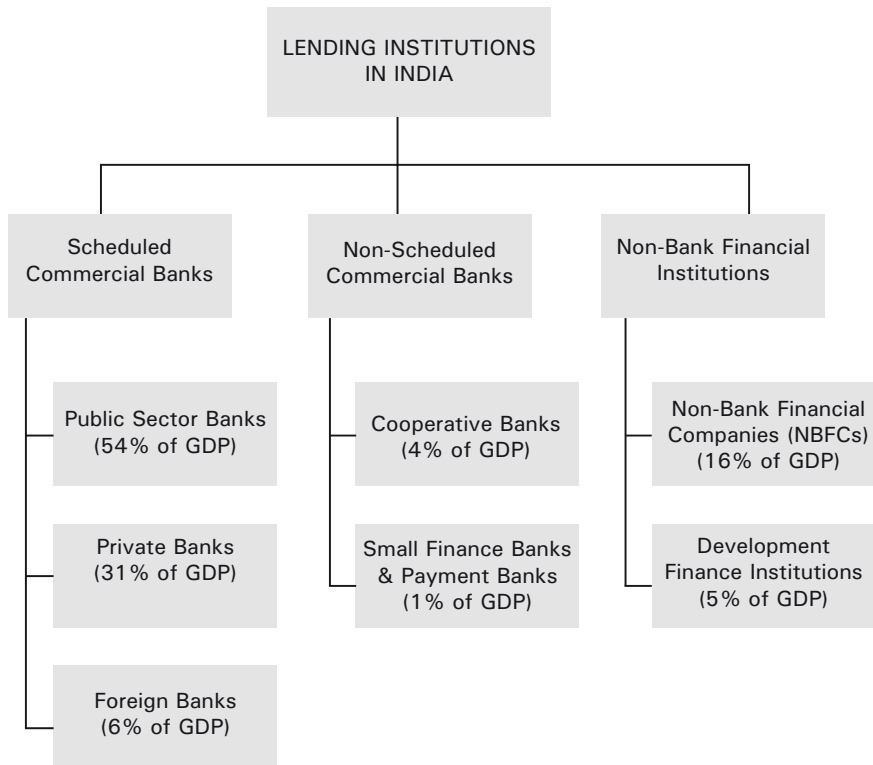 LENDING INSTITUTIONS
IN INDIA
Scheduled
Commercial Banks
Non-Scheduled
Commercial Banks
Non-Bank Financial
Institutions
Public Sector Banks
(54% of GDP)
Cooperative Banks
(4% of GDP)
Non-Bank Financial
Companies (NBFCs)
(16% of GDP)
Private Banks
(31% of GDP)
Small Finance Banks
& Payment Banks
(1% of GDP)
Development
Finance Institutions
(5% of GDP)
Foreign Banks
(6% of GDP)